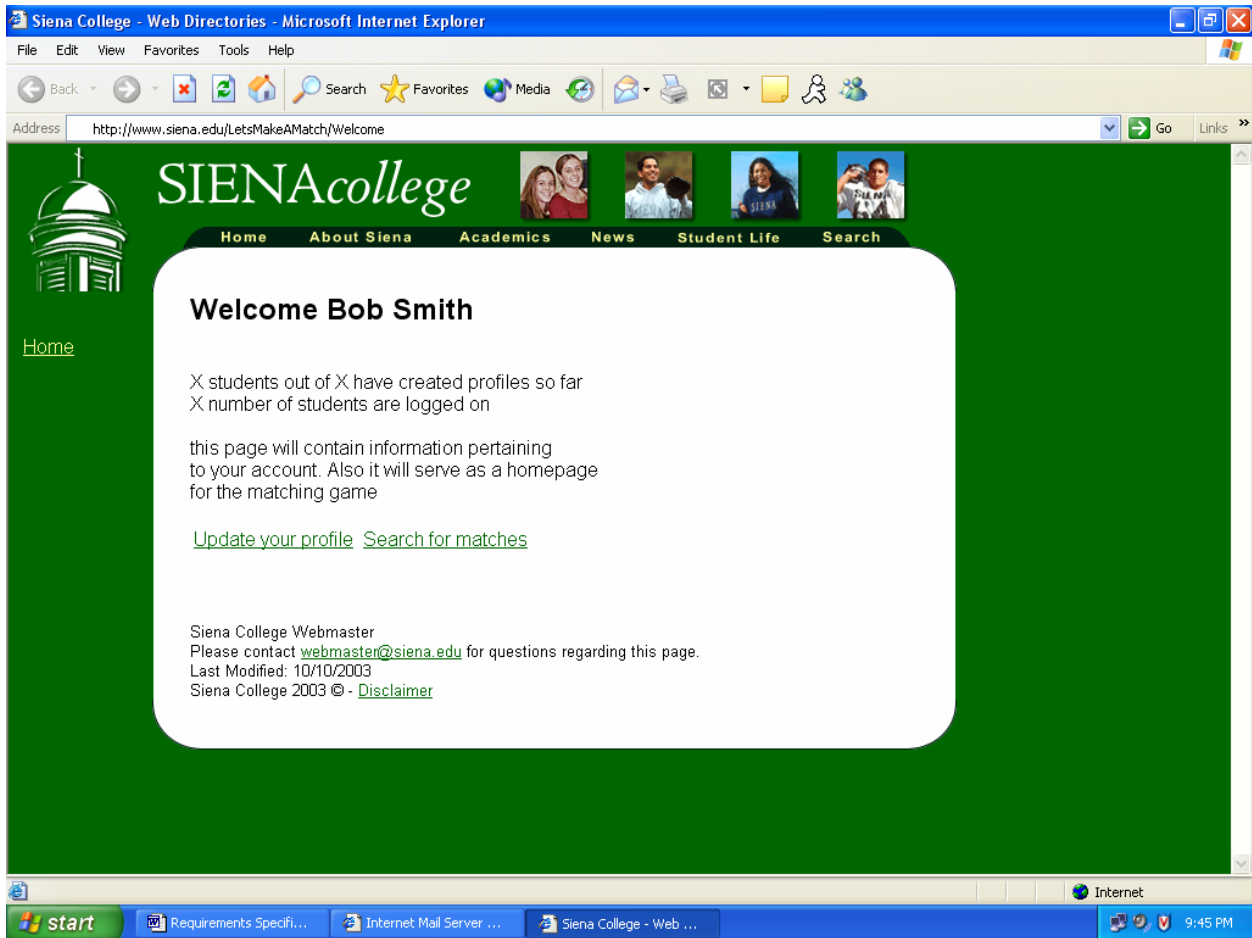 Siena College - Web Directories - Microsoft Internet Explorer
File Edit View Favorites Tools Help
Back Search Favorites Media
Address http://www.siena.edu/LetsMakeAMatch/Welcome Go Links »
SIENAcollege
Home About Siena Academics News Student Life Search
Welcome Bob Smith
Home
X students out of X have created profiles so far
X number of students are logged on
this page will contain information pertaining
to your account. Also it will serve as a homepage
for the matching game
Update your profile Search for matches
Siena College Webmaster
Please contact webmaster@siena.edu for questions regarding this page.
Last Modified: 10/10/2003
Siena College 2003 © - Disclaimer
Internet
start Requirements Specifi... Internet Mail Server ... Siena College - Web ... 9:45 PM